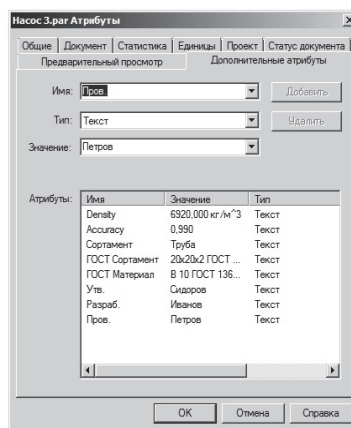 Насос 3.par Атрибуты
Общие Документ Статистика Единицы Проект Статус документа
Предварительный просмотр Дополнительные атрибуты
Имя: Пров. Добавить
Тип: Текст Удалить
Значение: Петров
Атрибуты: Имя Значение Тип
Density 6920,000 кг/м^3 Текст
Accuracy 0,990 Текст
Сортамент Труба Текст
ГОСТ Сортамент 20x20x2 ГОСТ ... Текст
ГОСТ Материал В 10 ГОСТ 136... Текст
Утв. Сидоров Текст
Разраб. Иванов Текст
Пров. Петров Текст
OK Отмена Справка